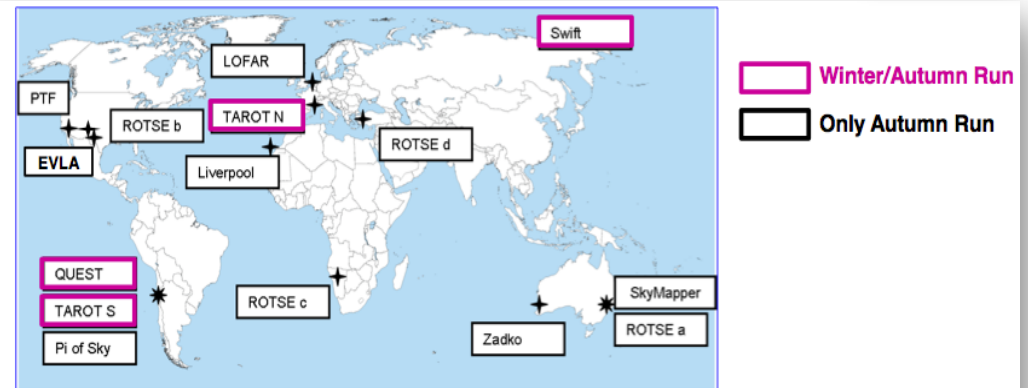 Swift
LOFAR
PTF
TAROT N
ROTSE b
ROTSE d
EVLA
Liverpool
QUEST
TAROT S
Pi of Sky
ROTSE c
SkyMapper
ROTSE a
Zadko
Winter/Autumn Run
Only Autumn Run